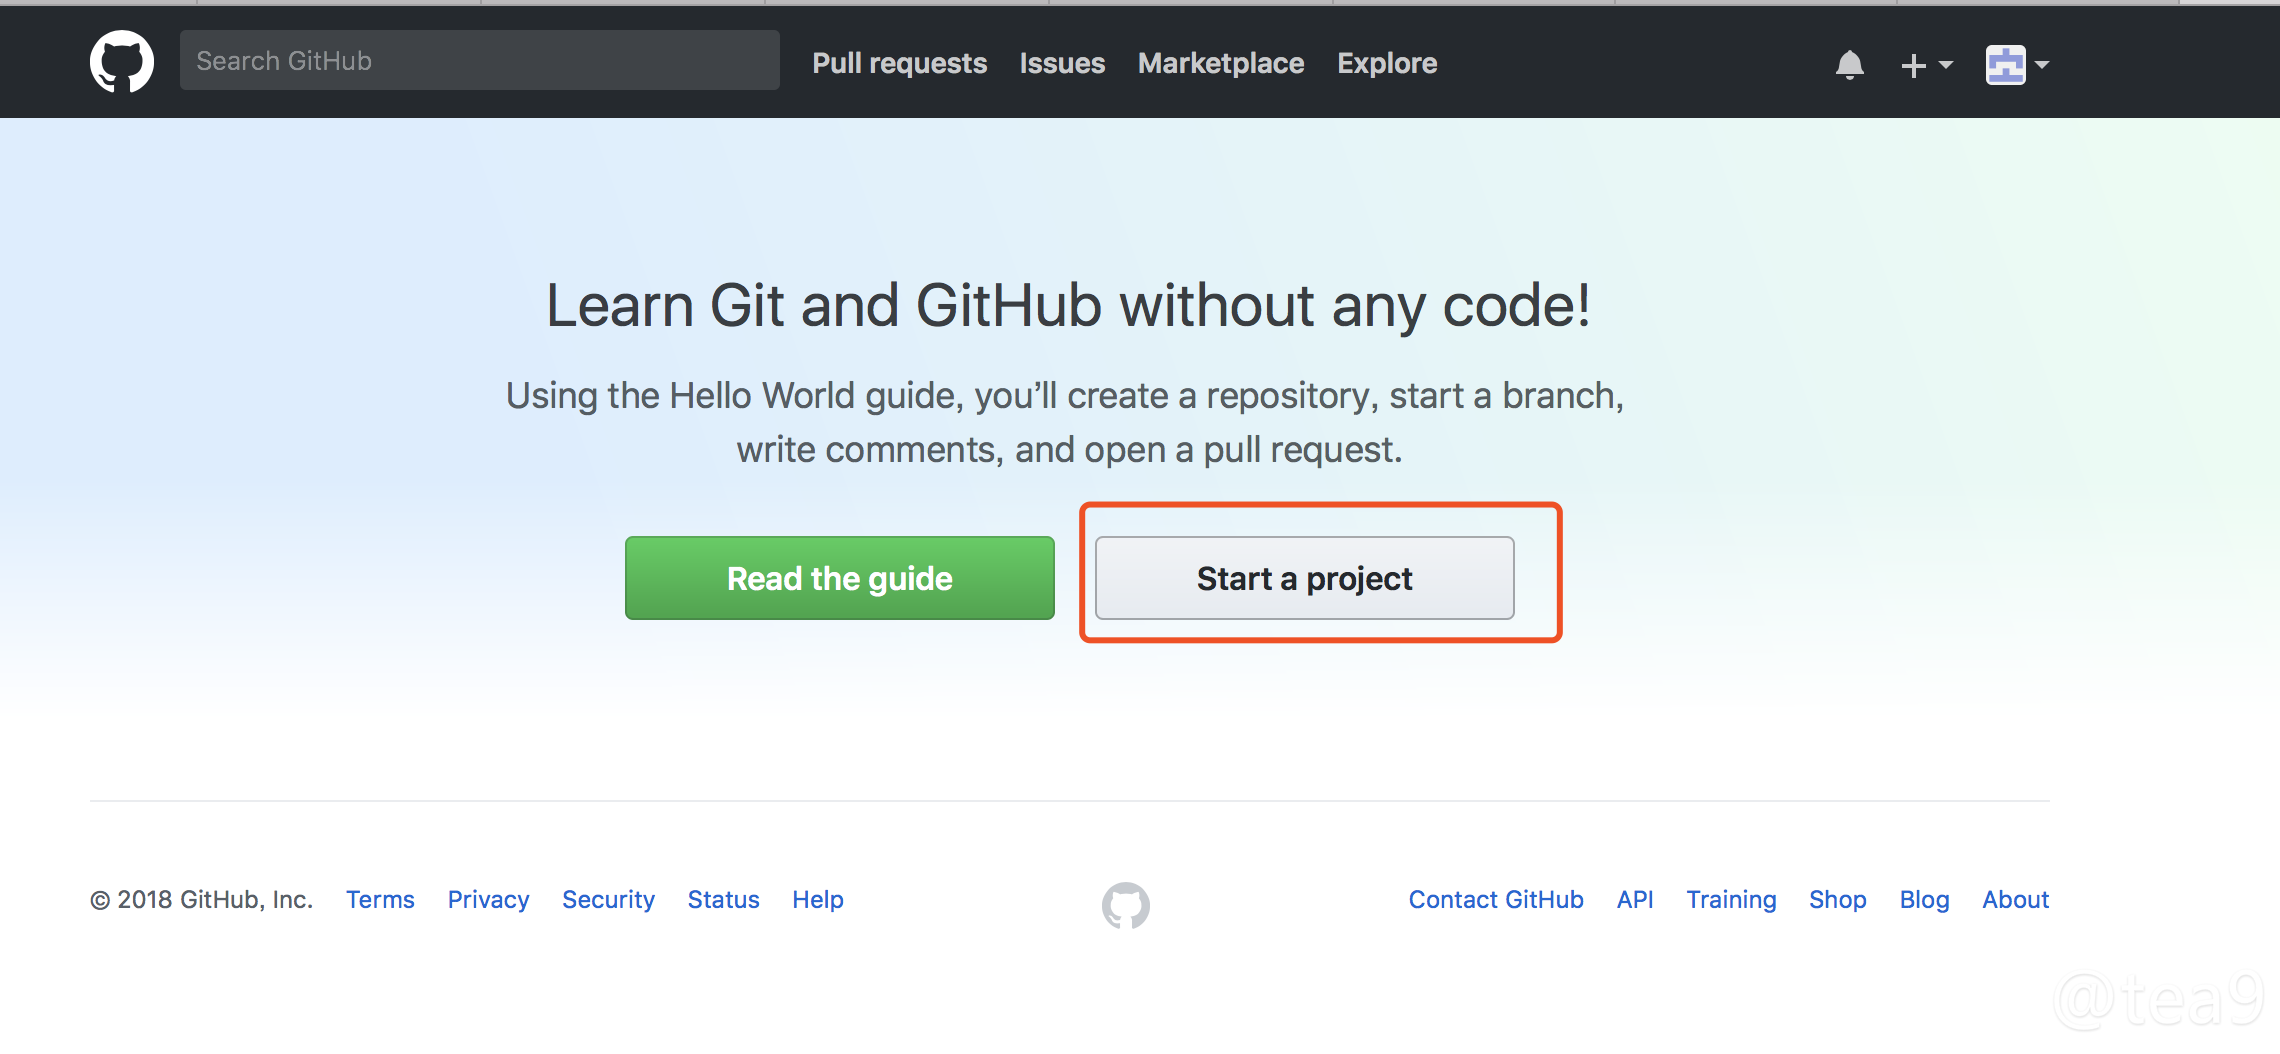 Search GitHub
Pull requests Issues Marketplace Explore
Learn Git and GitHub without any code!
Using the Hello World guide, you’ll create a repository, start a branch,
write comments, and open a pull request.
Read the guide
Start a project
© 2018 GitHub, Inc. Terms Privacy Security Status Help
Contact GitHub API Training Shop Blog About
@tea9